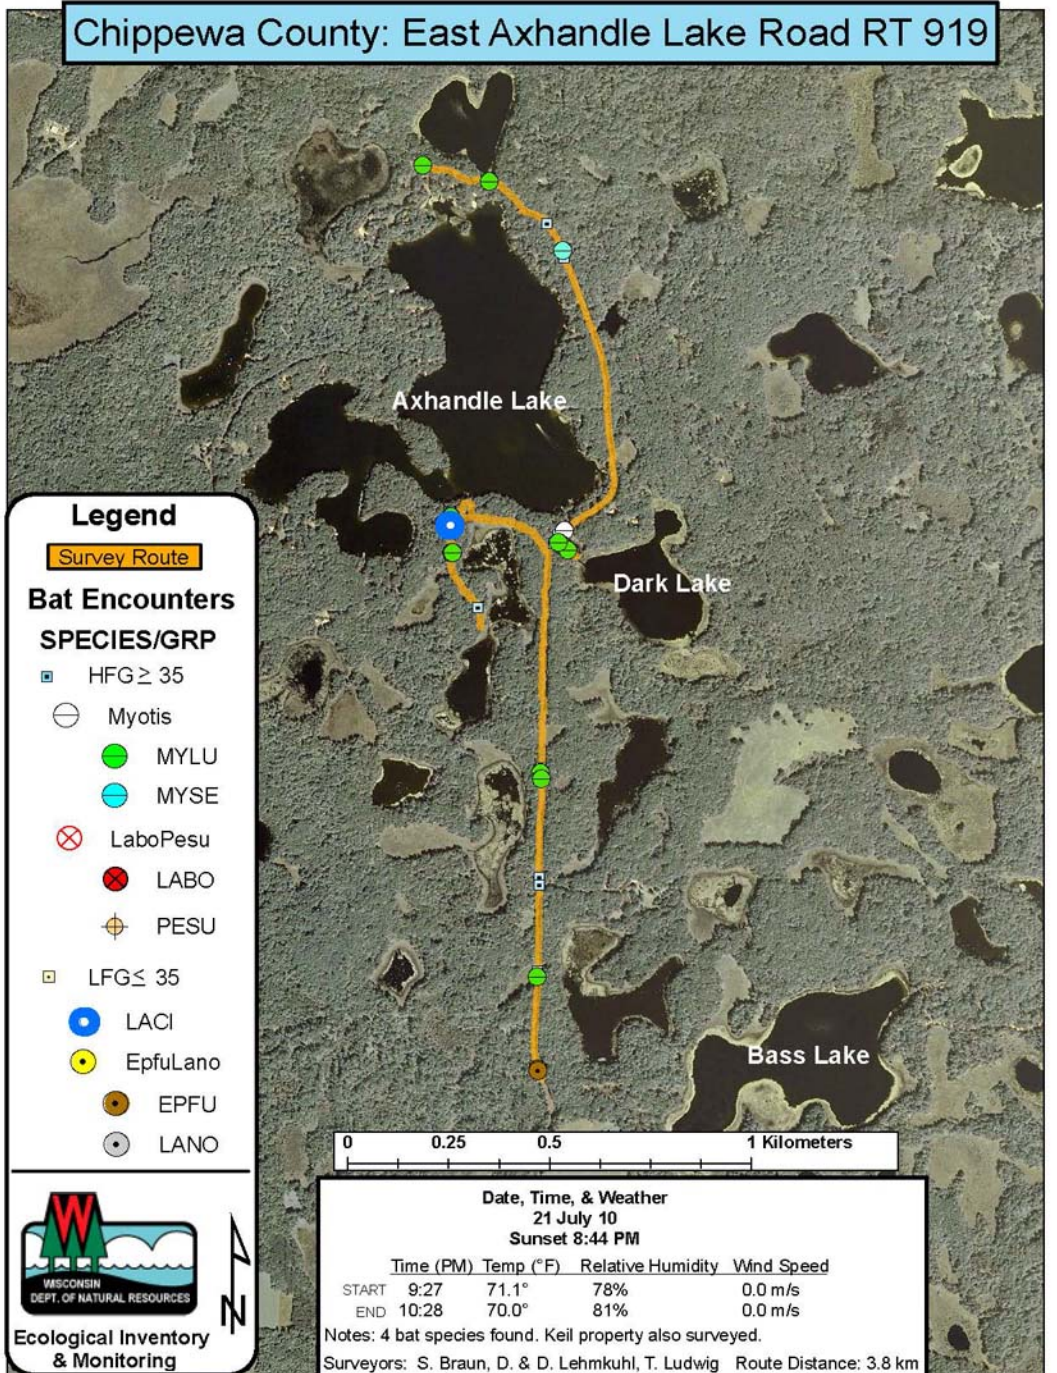 Chippewa County: East Axhandle Lake Road RT 919
Axhandle Lake
Dark Lake
Bass Lake
Legend
Survey Route
Bat Encounters
SPECIES/GRP
HFG ≥ 35
Myotis
MYLU
MYSE
LaboPesu
LABO
PESU
LFG ≤ 35
LACI
EpfuLano
EPFU
LANO
W
WISCONSIN
DEPT. OF NATURAL RESOURCES
N
Ecological Inventory
& Monitoring
0 0.25 0.5 1 Kilometers
Date, Time, & Weather
21 July 10
Sunset 8:44 PM
Time (PM) Temp (°F) Relative Humidity Wind Speed
START 9:27 71.1° 78% 0.0 m/s
END 10:28 70.0° 81% 0.0 m/s
Notes: 4 bat species found. Keil property also surveyed.
Surveyors: S. Braun, D. & D. Lehmkuhl, T. Ludwig Route Distance: 3.8 km